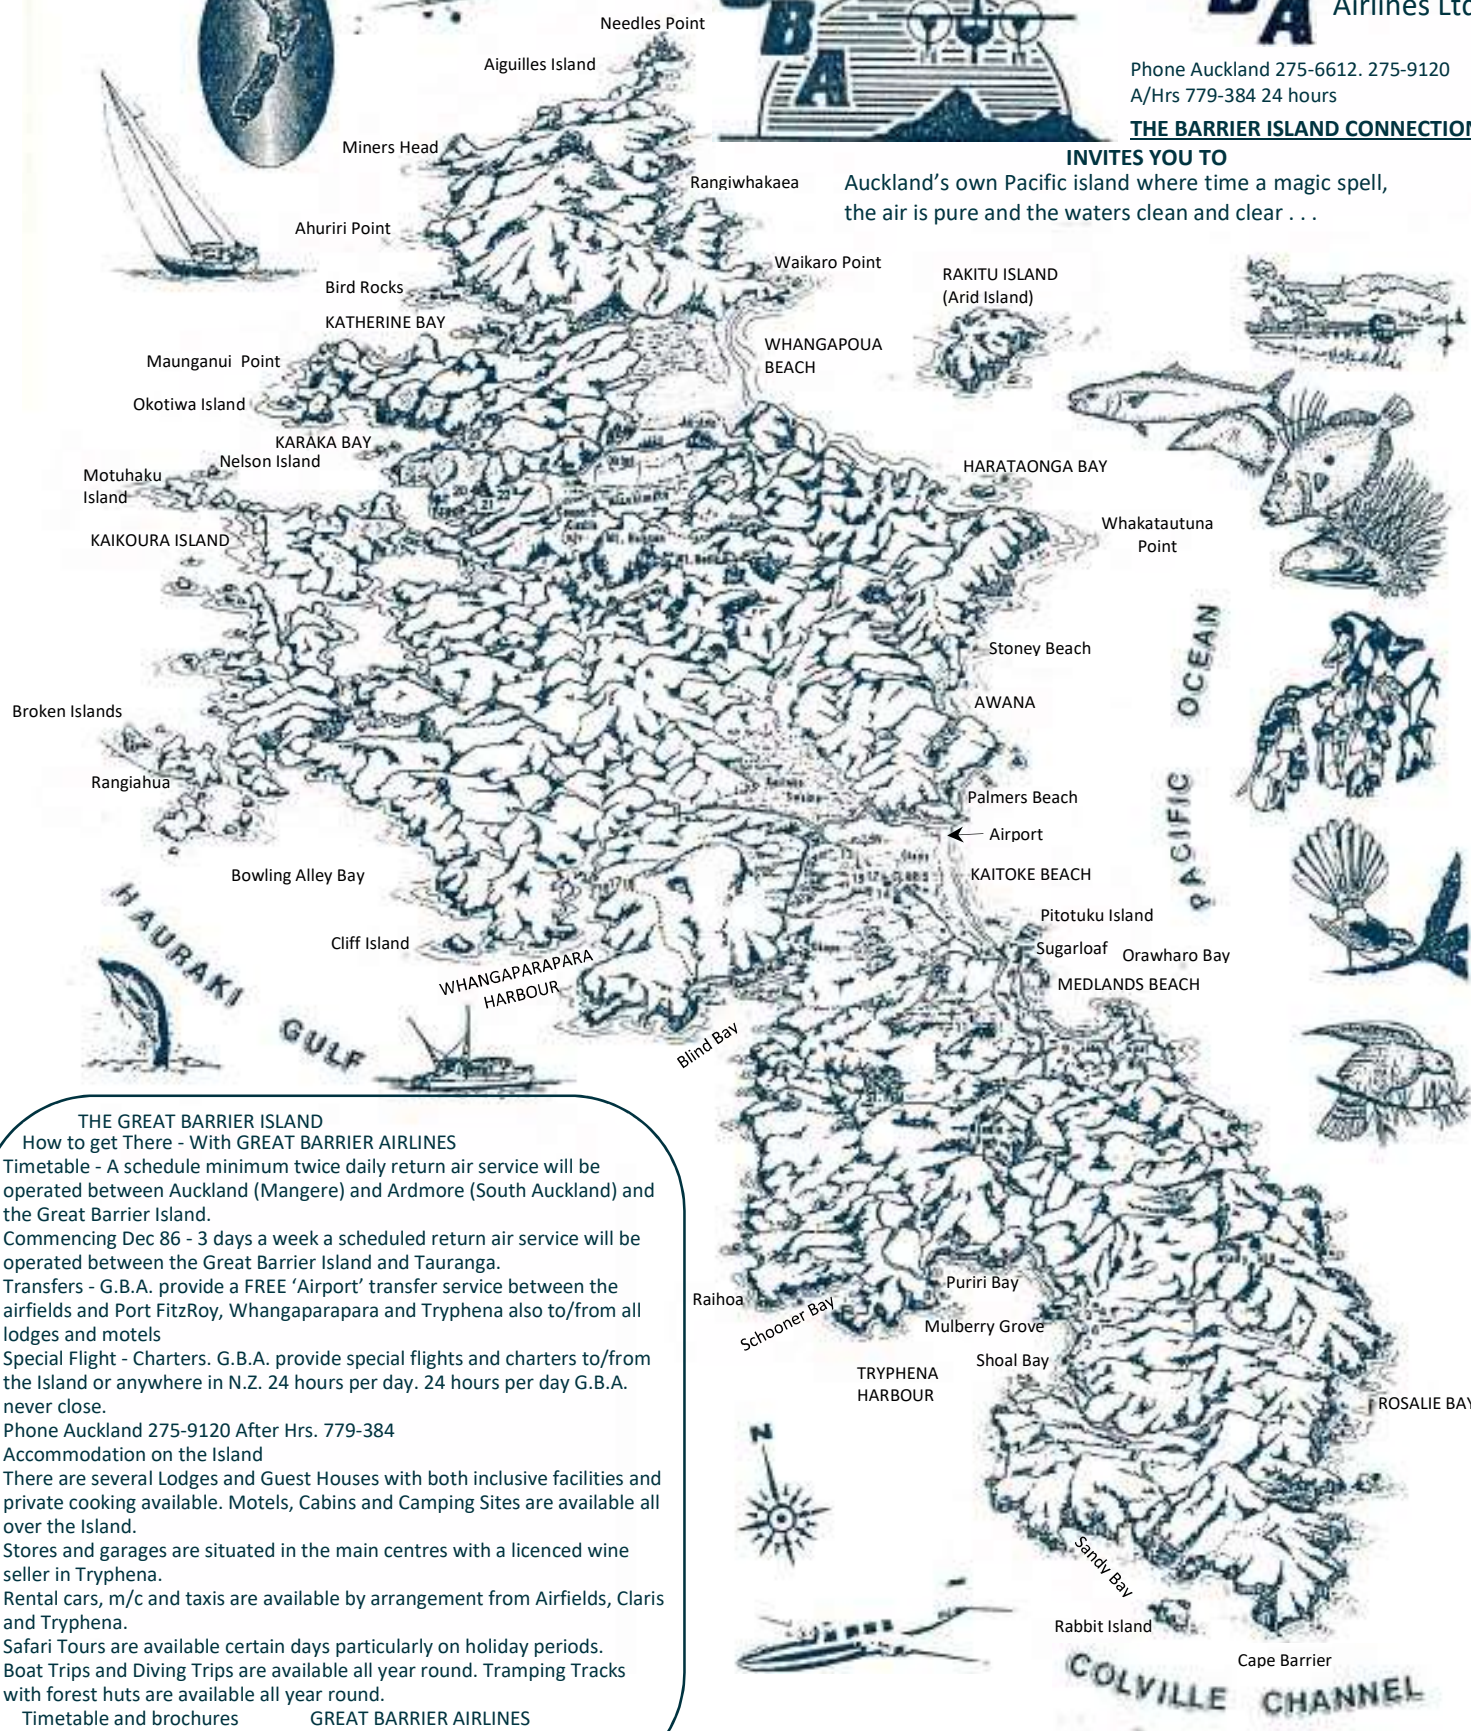 Needles Point
Aiguilles Island
BA
Airlines Ltd
Phone Auckland 275-6612. 275-9120
A/Hrs 779-384 24 hours
THE BARRIER ISLAND CONNECTION
INVITES YOU TO
Auckland's own Pacific island where time a magic spell,
the air is pure and the waters clean and clear . . .
Miners Head
Rangiwhakaea
Ahuriri Point
Waikaro Point
Bird Rocks
RAKITU ISLAND
(Arid Island)
KATHERINE BAY
WHANGAPOUA
BEACH
Maunganui Point
Okotiwa Island
KARAKA BAY
Nelson Island
Motuhaku
Island
HARATAONGA BAY
KAIKOURA ISLAND
Whakatautuna
Point
20
22
21
Stoney Beach
PACIFIC OCEAN
AWANA
Broken Islands
Rangiahua
Palmers Beach
Airport
Bowling Alley Bay
KAITOKE BEACH
Pitotuku Island
Cliff Island
Sugarloaf
Orawharo Bay
WHANGAPARAPARA
HARBOUR
MEDLANDS BEACH
HAURAKI GULF
Blind Bay
THE GREAT BARRIER ISLAND
How to get There - With GREAT BARRIER AIRLINES
Timetable - A schedule minimum twice daily return air service will be
operated between Auckland (Mangere) and Ardmore (South Auckland) and
the Great Barrier Island.
Commencing Dec 86 - 3 days a week a scheduled return air service will be
operated between the Great Barrier Island and Tauranga.
Transfers - G.B.A. provide a FREE 'Airport' transfer service between the
airfields and Port FitzRoy, Whangaparapara and Tryphena also to/from all
lodges and motels
Special Flight - Charters. G.B.A. provide special flights and charters to/from
the Island or anywhere in N.Z. 24 hours per day. 24 hours per day G.B.A.
never close.
Phone Auckland 275-9120 After Hrs. 779-384
Accommodation on the Island
There are several Lodges and Guest Houses with both inclusive facilities and
private cooking available. Motels, Cabins and Camping Sites are available all
over the Island.
Stores and garages are situated in the main centres with a licenced wine
seller in Tryphena.
Rental cars, m/c and taxis are available by arrangement from Airfields, Claris
and Tryphena.
Safari Tours are available certain days particularly on holiday periods.
Boat Trips and Diving Trips are available all year round. Tramping Tracks
with forest huts are available all year round.
Timetable and brochures GREAT BARRIER AIRLINES
Raihoa
Schooner Bay
Puriri Bay
Mulberry Grove
Shoal Bay
TRYPHENA
HARBOUR
ROSALIE BAY
N
Sandy Bay
Rabbit Island
Cape Barrier
COLVILLE CHANNEL